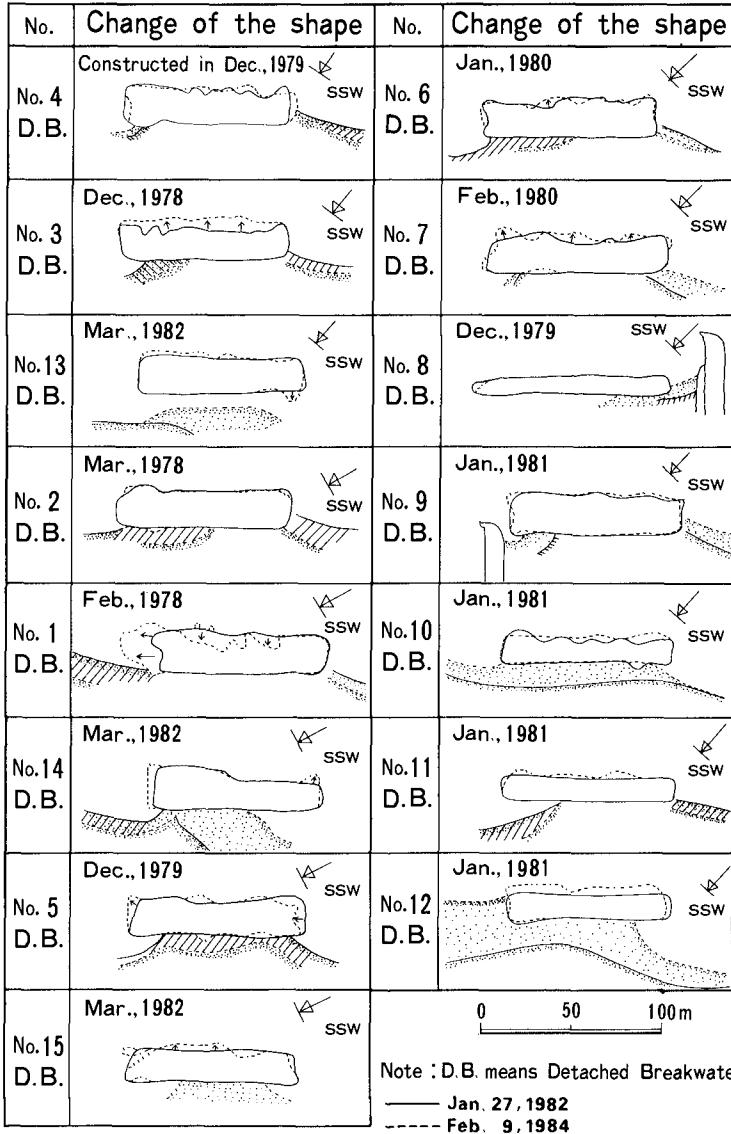 No. Change of the shape
Constructed in Dec., 1979
No. 4
D.B.
SSW
Dec., 1978
No. 3
D.B.
SSW
Mar., 1982
No. 13
D.B.
SSW
Mar., 1978
No. 2
D.B.
SSW
Feb., 1978
No. 1
D.B.
SSW
Mar., 1982
No. 14
D.B.
SSW
Dec., 1979
No. 5
D.B.
SSW
Mar., 1982
No. 15
D.B.
SSW
No. Change of the shape
Jan., 1980
No. 6
D.B.
SSW
Feb., 1980
No. 7
D.B.
SSW
Dec., 1979
No. 8
D.B.
SSW
Jan., 1981
No. 9
D.B.
SSW
Jan., 1981
No. 10
D.B.
SSW
Jan., 1981
No. 11
D.B.
SSW
Jan., 1981
No. 12
D.B.
SSW
0 50 100m
Note : D.B. means Detached Breakwate
Jan. 27, 1982
Feb. 9, 1984